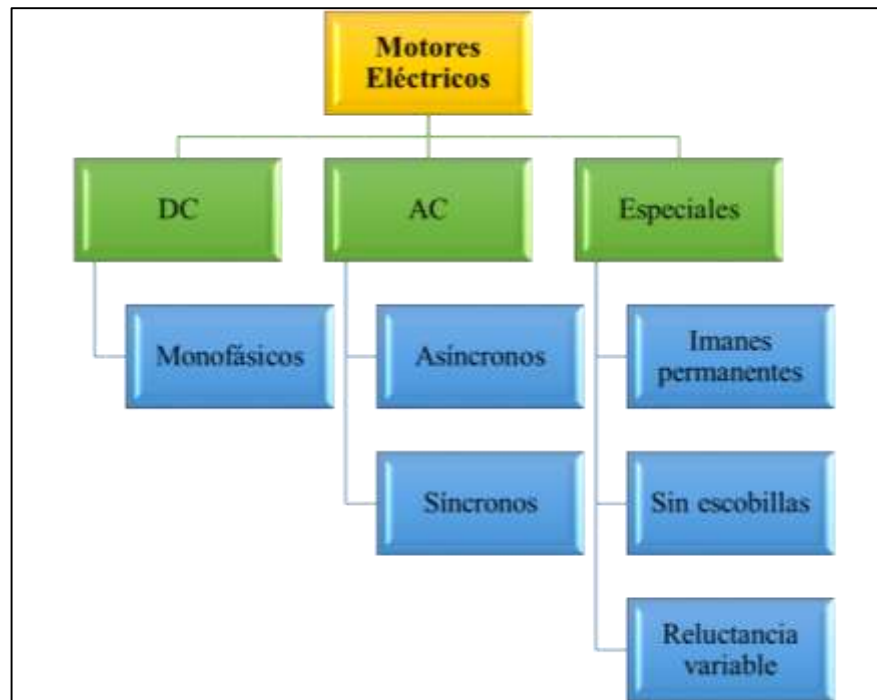 Motores
Eléctricos
DC
AC
Especiales
Monofásicos
Asíncronos
Imanes
permanentes
Síncronos
Sin escobillas
Reluctancia
variable